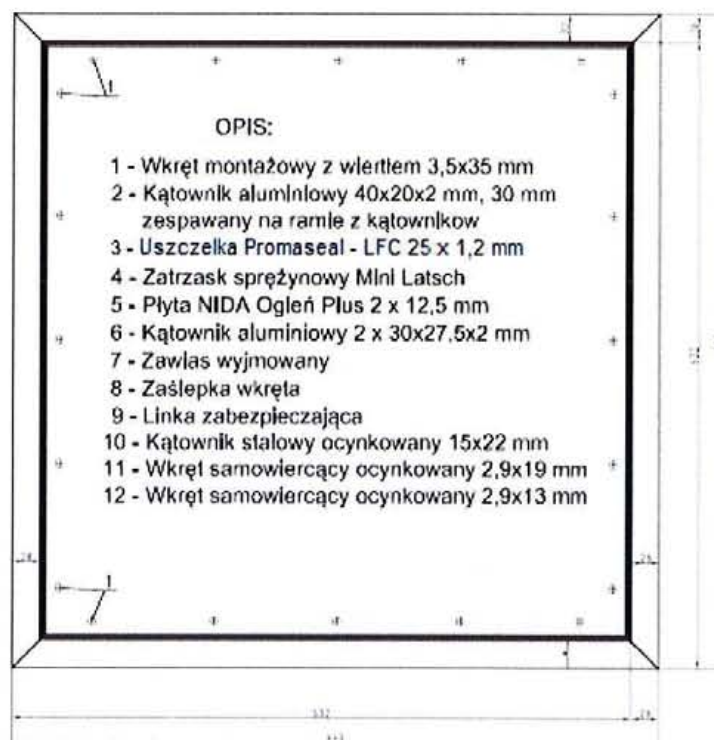 1
OPIS:
1 - Wkręt montażowy z wiertłem 3,5x35 mm
2 - Kątownik aluminiowy 40x20x2 mm, 30 mm
zespawany na ramie z kątownikow
3 - Uszczelka Promaseal - LFC 25 x 1,2 mm
4 - Zatrzask sprężynowy Mini Latsch
5 - Płyta NIDA Ogień Plus 2 x 12,5 mm
6 - Kątownik aluminiowy 2 x 30x27,5x2 mm
7 - Zawias wyjmowany
8 - Zaślepka wkręta
9 - Linka zabezpieczająca
10 - Kątownik stalowy ocynkowany 15x22 mm
11 - Wkręt samowiercący ocynkowany 2,9x19 mm
12 - Wkręt samowiercący ocynkowany 2,9x13 mm
1